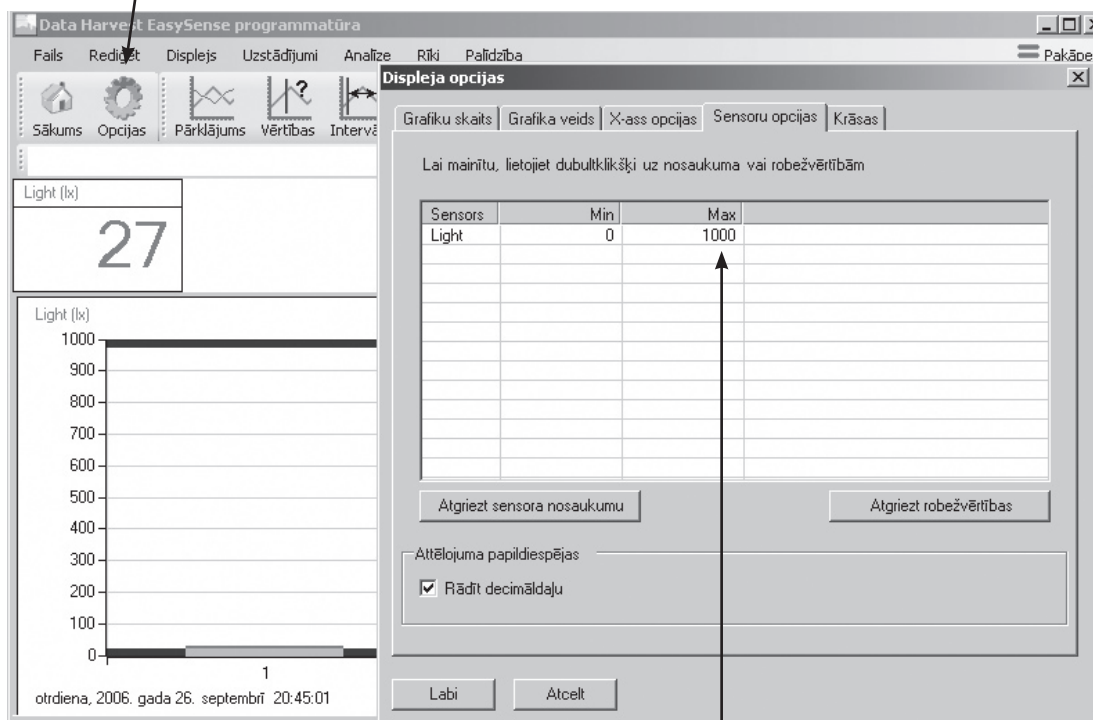 Data Harvest EasySense programmatūra
Fails Rediģēt Displejs Uzstādījumi Analīze Rīki Palīdzība
Sākums Opcijas Pārklājums Vērtības
Light (lx)
27
Light (lx)
1000
900
800
700
600
500
400
300
200
100
0
1
otrdiena, 2006. gada 26. septembrī 20:45:01
Displeja opcijas
Grafiku skaits Grafika veids X-ass opcijas Sensoru opcijas Krāsas
Lai mainītu, lietojiet dubultklikšķi uz nosaukuma vai robežvērtībām
Sensors Min Max
Light 0 1000
Atgriezt sensora nosaukumu Atgriezt robežvērtības
Attēlojuma papildiespējas
Rādīt decimāldaļu
Labi Atcelt